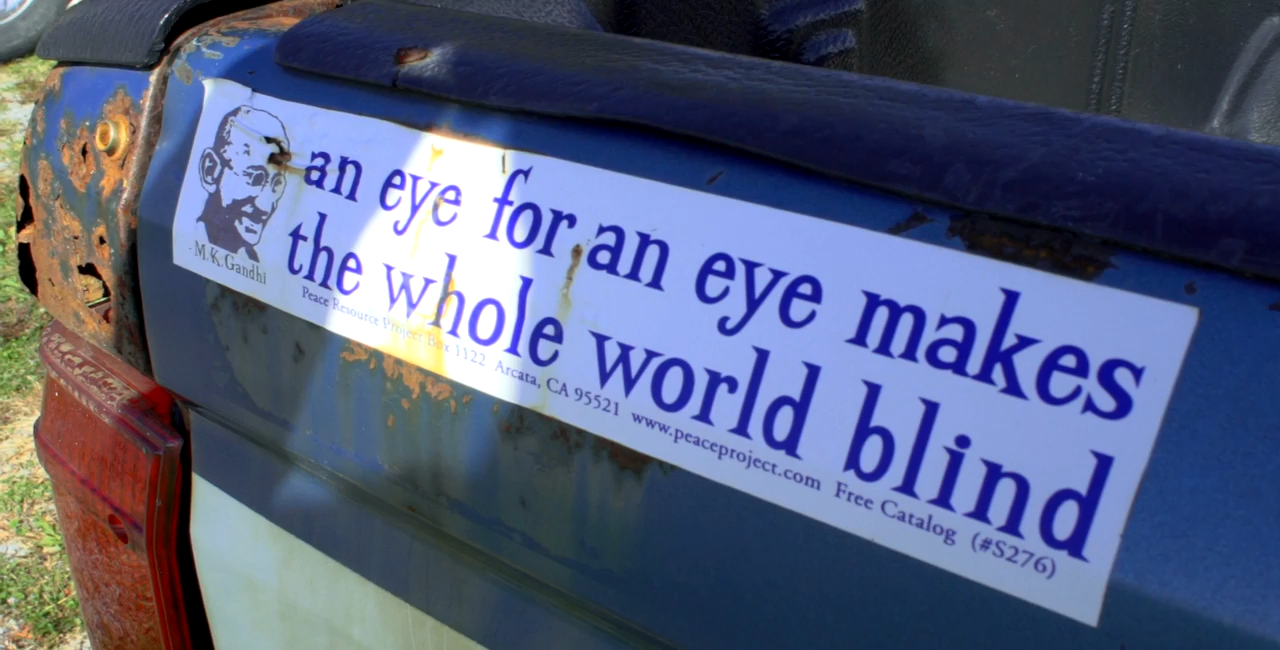 an eye for an eye makes
the whole world blind
- M.K. Gandhi
Peace Resource Project Box 1122 Arcata, CA 95521 www.peaceproject.com Free Catalog (#S276)